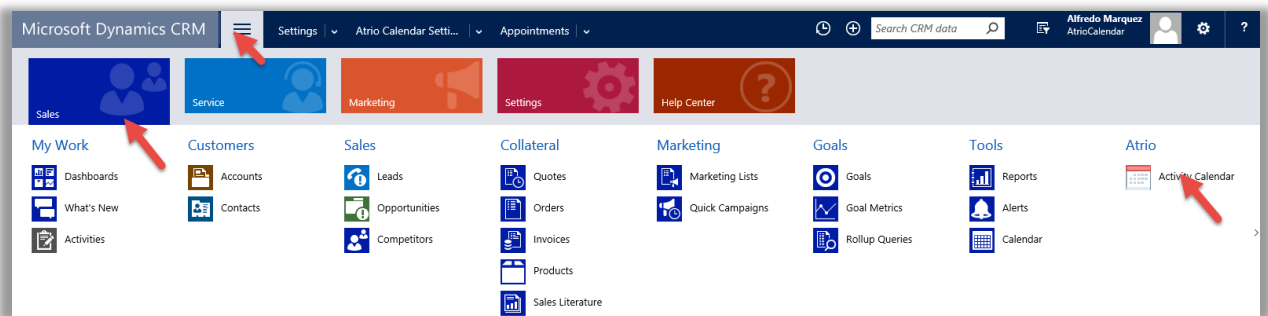 Microsoft Dynamics CRM
Settings
Atrio Calendar Setti...
Appointments
Search CRM data
Alfredo Marquez
AtrioCalendar
?
Sales
Service
Marketing
Settings
Help Center
?
My Work
Dashboards
What's New
Activities
Customers
Accounts
Contacts
Sales
Leads
Opportunities
Competitors
Collateral
Quotes
Orders
Invoices
Products
Sales Literature
Marketing
Marketing Lists
Quick Campaigns
Goals
Goals
Goal Metrics
Rollup Queries
Tools
Reports
Alerts
Calendar
Atrio
Activity Calendar